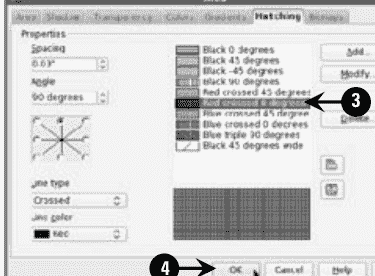 Area Shadow Transparency Colors Gradients Hatching Bitmaps
Properties
Spacing
0.03"
Angle
90 degrees
Line type
Crossed
Line color
Black 0 degrees
Black 45 degrees
Black -45 degrees
Black 90 degrees
Red crossed 45 degrees
Red crossed 0 degrees
Blue crossed 45 degree
Blue crossed 0 degrees
Blue triple 90 degrees
Black 45 degrees wide
Add...
Modify...
Delete...
3
4
OK
Cancel
Help